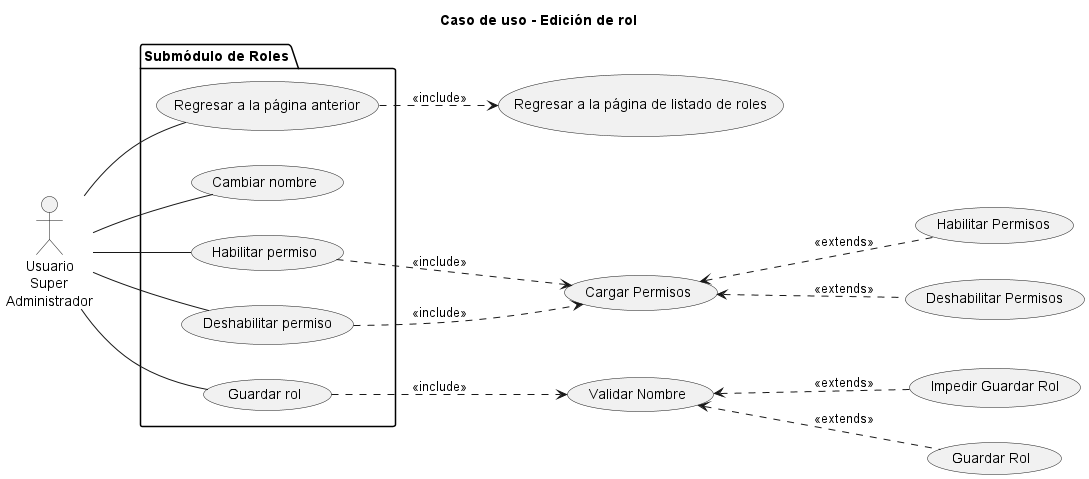 Caso de uso - Edición de rol
Submódulo de Roles
Regresar a la página anterior
«include»
Regresar a la página de listado de roles
Cambiar nombre
Usuario
Super
Administrador
Habilitar permiso
«include»
Deshabilitar permiso
«include»
Cargar Permisos
«extends»
Habilitar Permisos
«extends»
Deshabilitar Permisos
Guardar rol
«include»
Validar Nombre
«extends»
Impedir Guardar Rol
«extends»
Guardar Rol